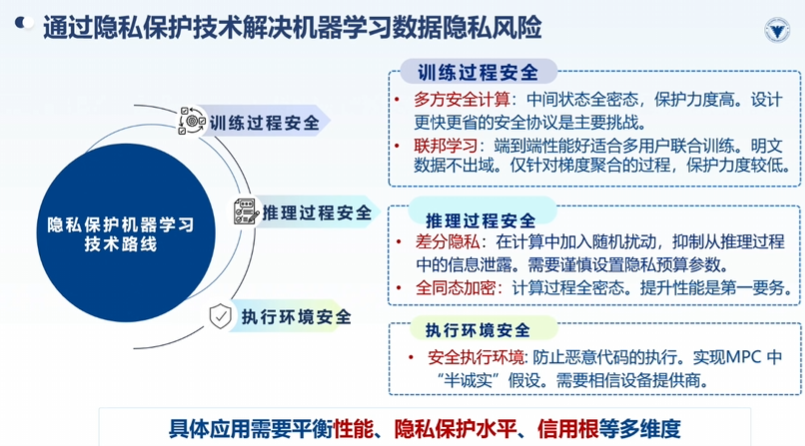 通过隐私保护技术解决机器学习数据隐私风险
隐私保护机器学习
技术路线
训练过程安全
推理过程安全
执行环境安全
训练过程安全
• 多方安全计算：中间状态全密态，保护力度高。设计
更快更省的安全协议是主要挑战。
• 联邦学习：端到端性能好适合多用户联合训练。明文
数据不出域。仅针对梯度聚合的过程，保护力度较低。
推理过程安全
• 差分隐私：在计算中加入随机扰动，抑制从推理过程
中的信息泄露。需要谨慎设置隐私预算参数。
• 全同态加密：计算过程全密态。提升性能是第一要务。
执行环境安全
• 安全执行环境: 防止恶意代码的执行。实现MPC 中
“半诚实”假设。需要相信设备提供商。
具体应用需要平衡性能、隐私保护水平、信用根等多维度